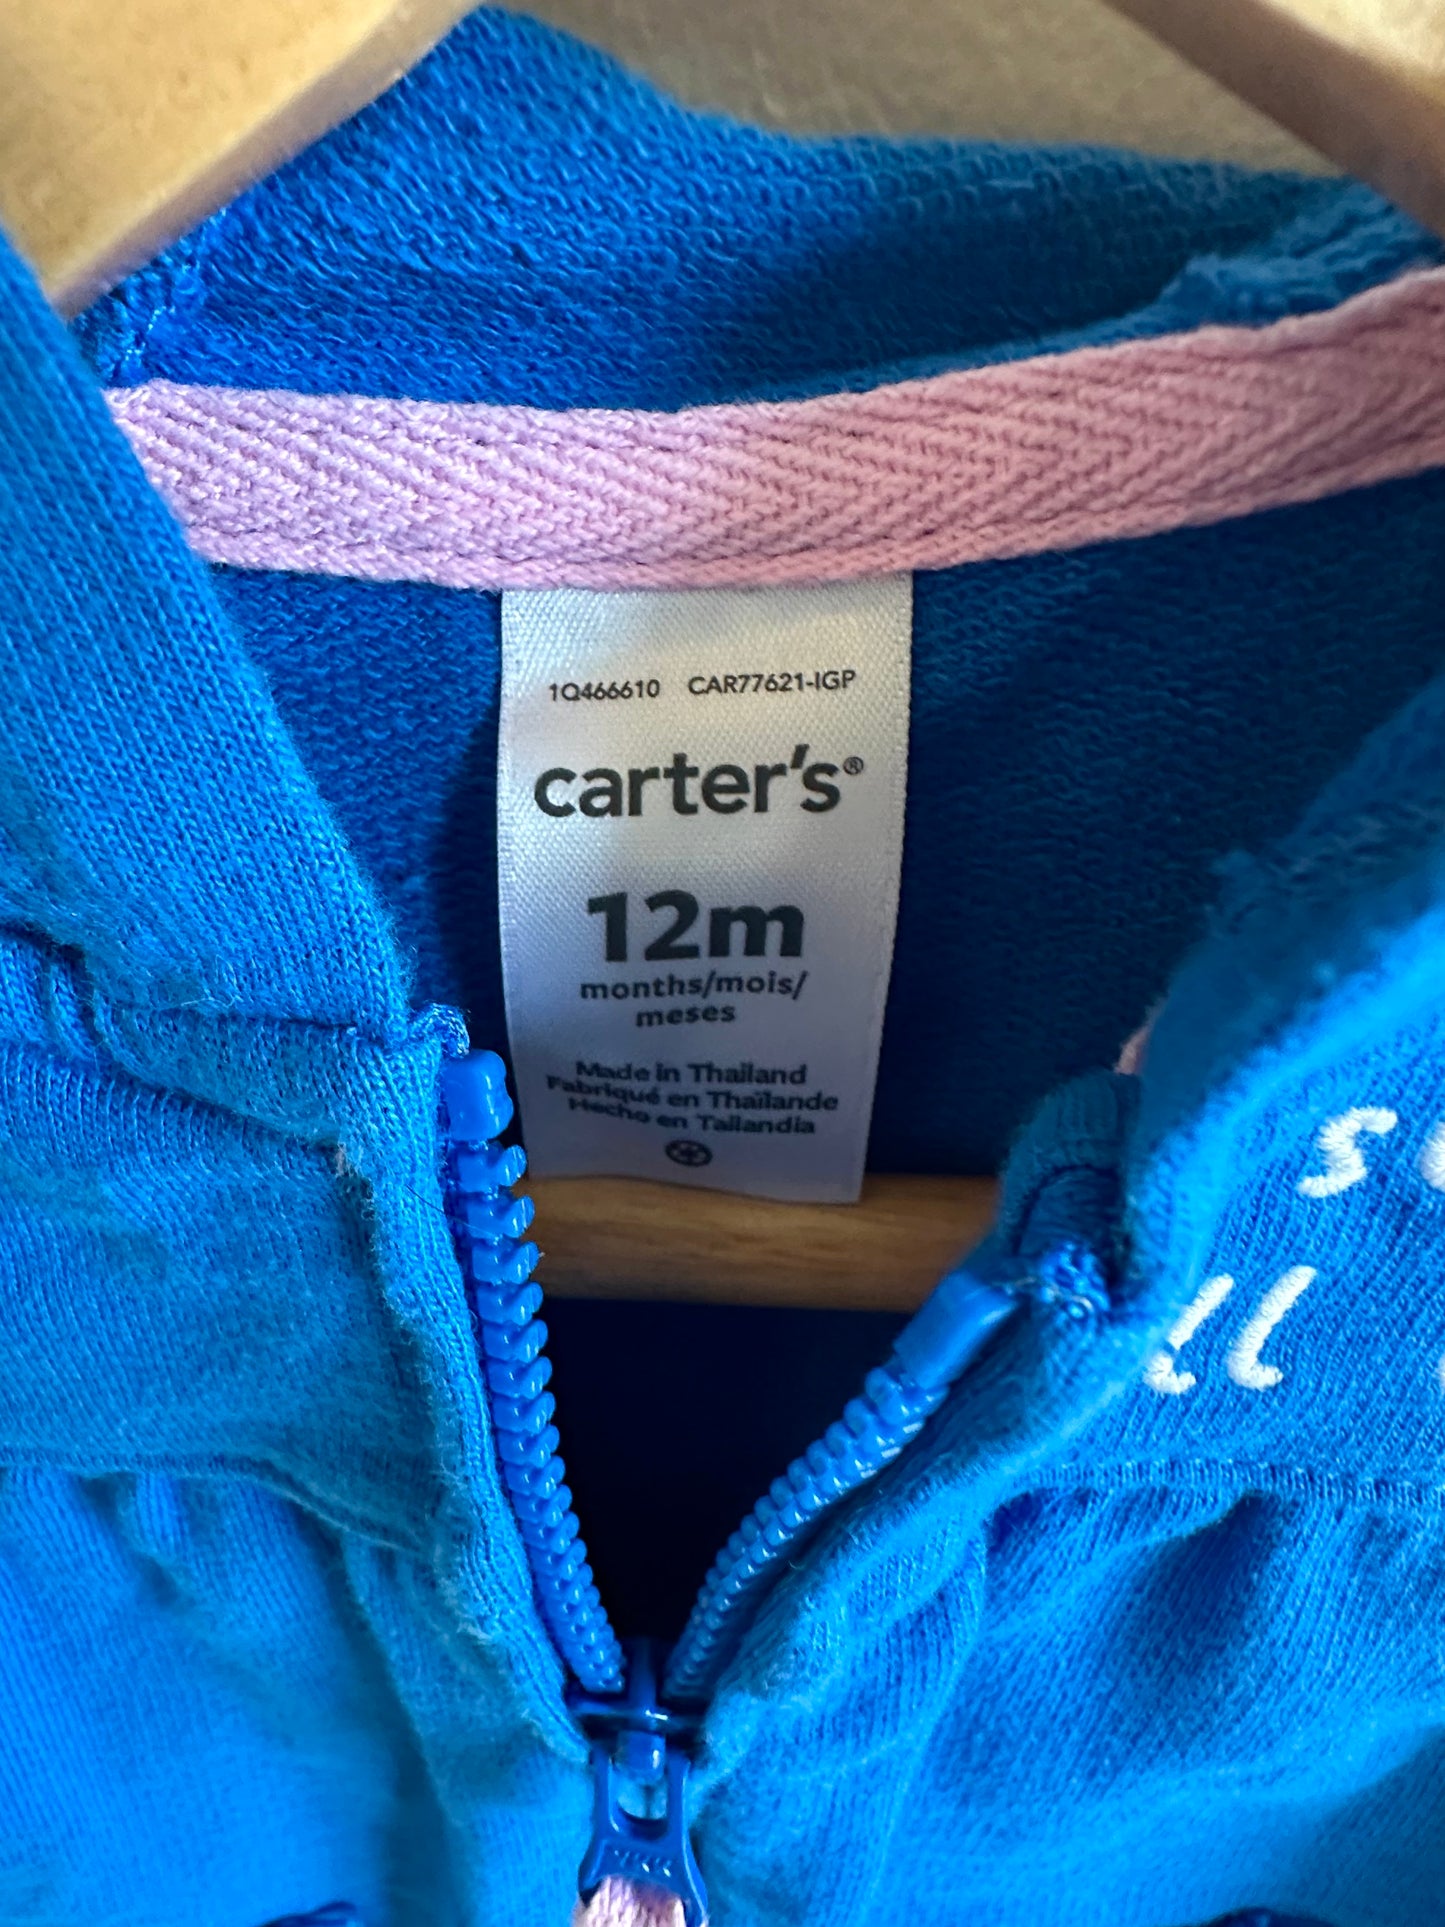 1Q466610 CAR77621-IGP
carter's®
12m
months/mois/
meses
Made in Thailand
Fabriqué en Thaïlande
Hecho en Tailandia